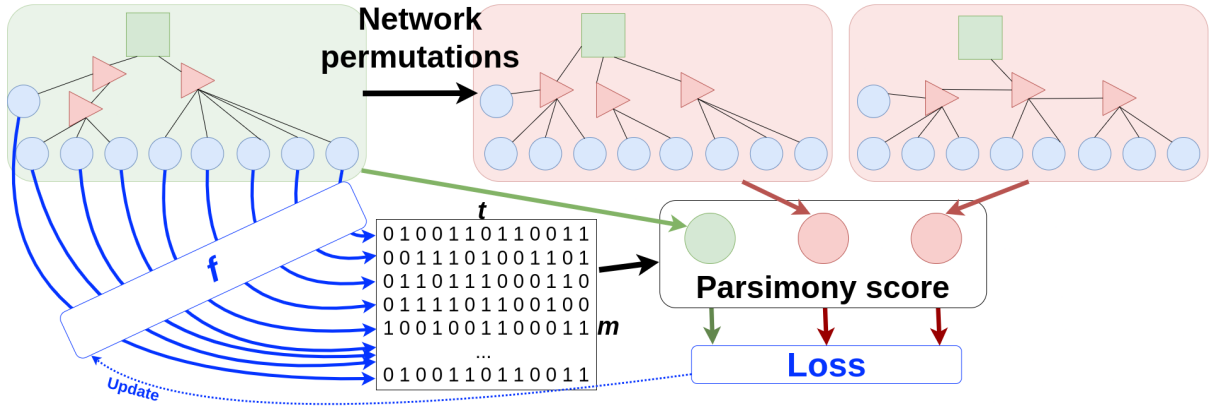 Network
permutations
t
f
0 1 0 0 1 1 0 1 1 0 0 1 1
0 0 1 1 1 0 1 0 0 1 1 0 1
0 1 1 0 1 1 1 0 0 0 1 1 0
0 1 1 1 1 0 1 1 0 0 1 0 0
1 0 0 1 0 0 1 1 0 0 0 1 1
m
...
0 1 0 0 1 1 0 1 1 0 0 1 1
Parsimony score
Loss
Update